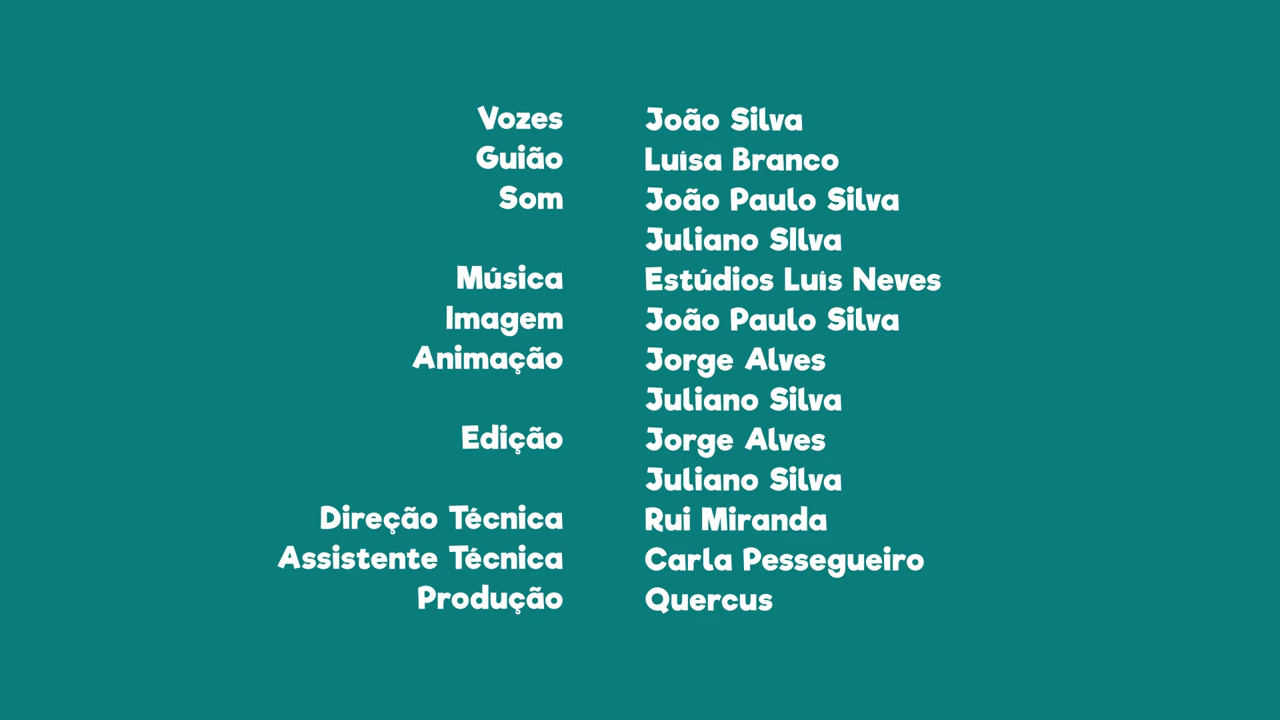 Vozes João Silva
Guião Luísa Branco
Som João Paulo Silva
Juliano SIlva
Música Estúdios Luís Neves
Imagem João Paulo Silva
Animação Jorge Alves
Juliano Silva
Edição Jorge Alves
Juliano Silva
Direção Técnica Rui Miranda
Assistente Técnica Carla Pessegueiro
Produção Quercus